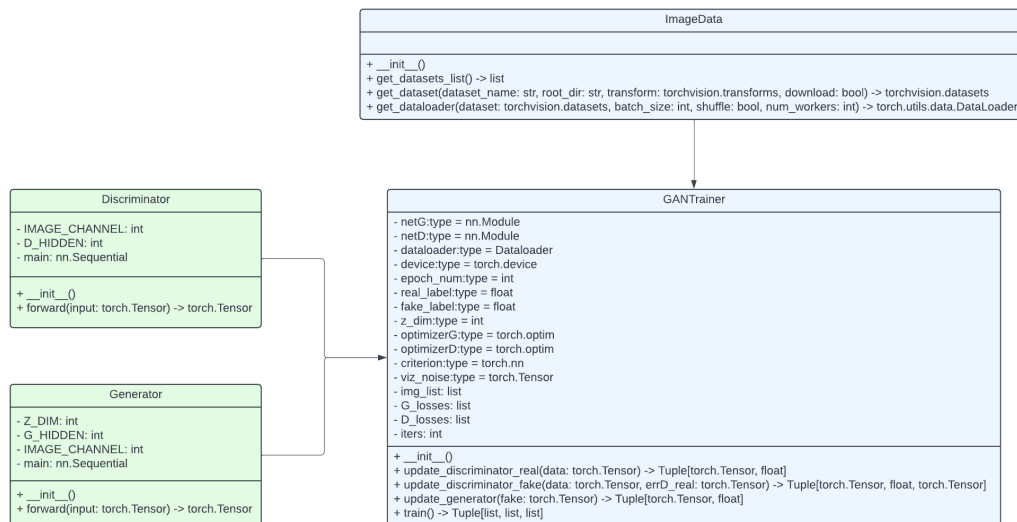 ImageData
+ __init__()
+ get_datasets_list() -> list
+ get_dataset(dataset_name: str, root_dir: str, transform: torchvision.transforms, download: bool) -> torchvision.datasets
+ get_dataloader(dataset: torchvision.datasets, batch_size: int, shuffle: bool, num_workers: int) -> torch.utils.data.DataLoader
Discriminator
- IMAGE_CHANNEL: int
- D_HIDDEN: int
- main: nn.Sequential
+ __init__()
+ forward(input: torch.Tensor) -> torch.Tensor
Generator
- Z_DIM: int
- G_HIDDEN: int
- IMAGE_CHANNEL: int
- main: nn.Sequential
+ __init__()
+ forward(input: torch.Tensor) -> torch.Tensor
GANTrainer
- netG:type = nn.Module
- netD:type = nn.Module
- dataloader:type = Dataloader
- device:type = torch.device
- epoch_num:type = int
- real_label:type = float
- fake_label:type = float
- z_dim:type = int
- optimizerG:type = torch.optim
- optimizerD:type = torch.optim
- criterion:type = torch.nn
- viz_noise:type = torch.Tensor
- img_list: list
- G_losses: list
- D_losses: list
- iters: int
+ __init__()
+ update_discriminator_real(data: torch.Tensor) -> Tuple[torch.Tensor, float]
+ update_discriminator_fake(data: torch.Tensor, errD_real: torch.Tensor) -> Tuple[torch.Tensor, float, torch.Tensor]
+ update_generator(fake: torch.Tensor) -> Tuple[torch.Tensor, float]
+ train() -> Tuple[list, list, list]